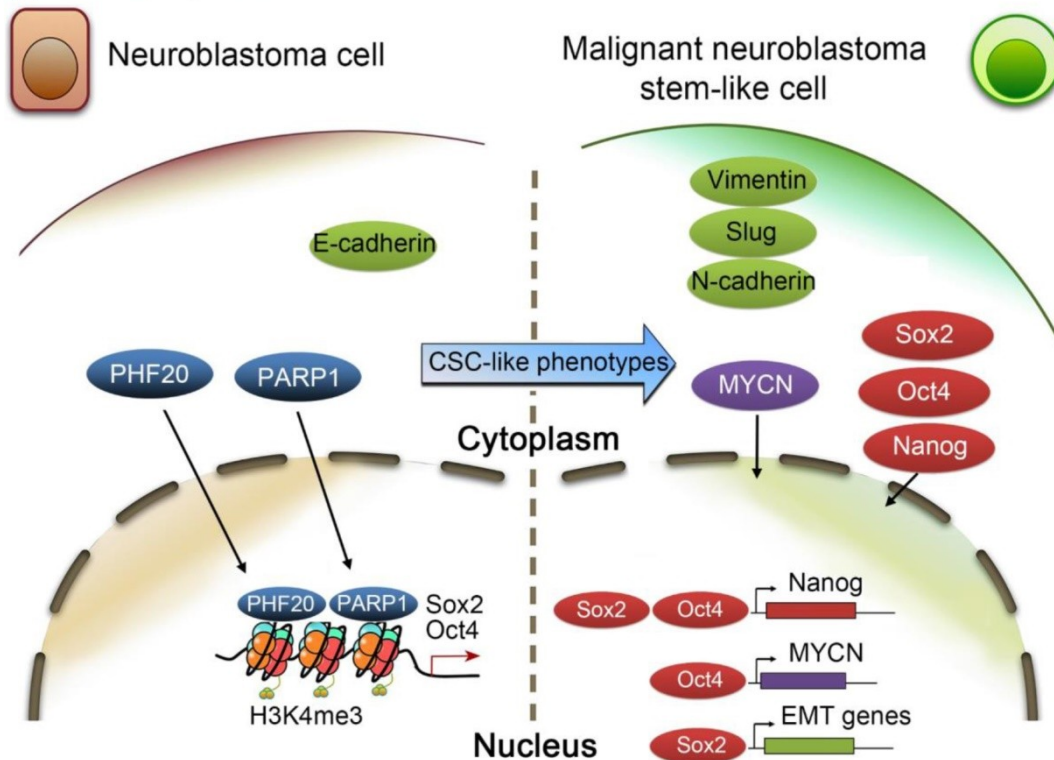 Neuroblastoma cell
Malignant neuroblastoma
stem-like cell
Vimentin
E-cadherin
Slug
N-cadherin
Sox2
PHF20
PARP1
CSC-like phenotypes
MYCN
Oct4
Nanog
Cytoplasm
PHF20
PARP1
Sox2
Oct4
H3K4me3
Sox2
Oct4
Nanog
Oct4
MYCN
Sox2
EMT genes
Nucleus